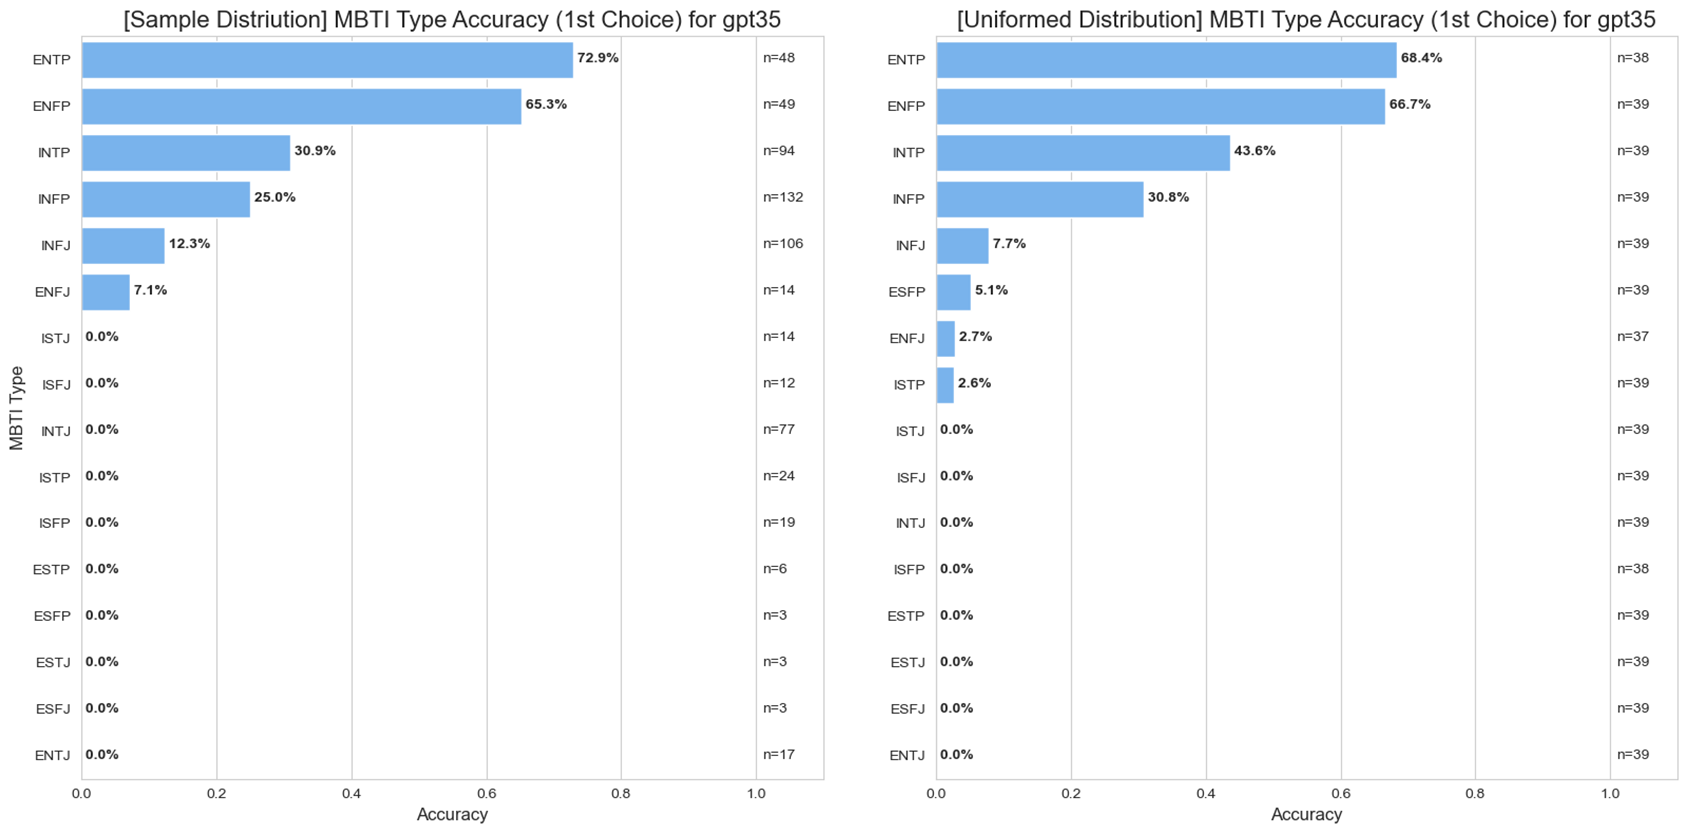 [Sample Distriution] MBTI Type Accuracy (1st Choice) for gpt35
MBTI Type
ENTP 72.9% n=48
ENFP 65.3% n=49
INTP 30.9% n=94
INFP 25.0% n=132
INFJ 12.3% n=106
ENFJ 7.1% n=14
ISTJ 0.0% n=14
ISFJ 0.0% n=12
INTJ 0.0% n=77
ISTP 0.0% n=24
ISFP 0.0% n=19
ESTP 0.0% n=6
ESFP 0.0% n=3
ESTJ 0.0% n=3
ESFJ 0.0% n=3
ENTJ 0.0% n=17
0.0 0.2 0.4 0.6 0.8 1.0
Accuracy
[Uniformed Distribution] MBTI Type Accuracy (1st Choice) for gpt35
ENTP 68.4% n=38
ENFP 66.7% n=39
INTP 43.6% n=39
INFP 30.8% n=39
INFJ 7.7% n=39
ESFP 5.1% n=39
ENFJ 2.7% n=37
ISTP 2.6% n=39
ISTJ 0.0% n=39
ISFJ 0.0% n=39
INTJ 0.0% n=39
ISFP 0.0% n=38
ESTP 0.0% n=39
ESTJ 0.0% n=39
ESFJ 0.0% n=39
ENTJ 0.0% n=39
0.0 0.2 0.4 0.6 0.8 1.0
Accuracy